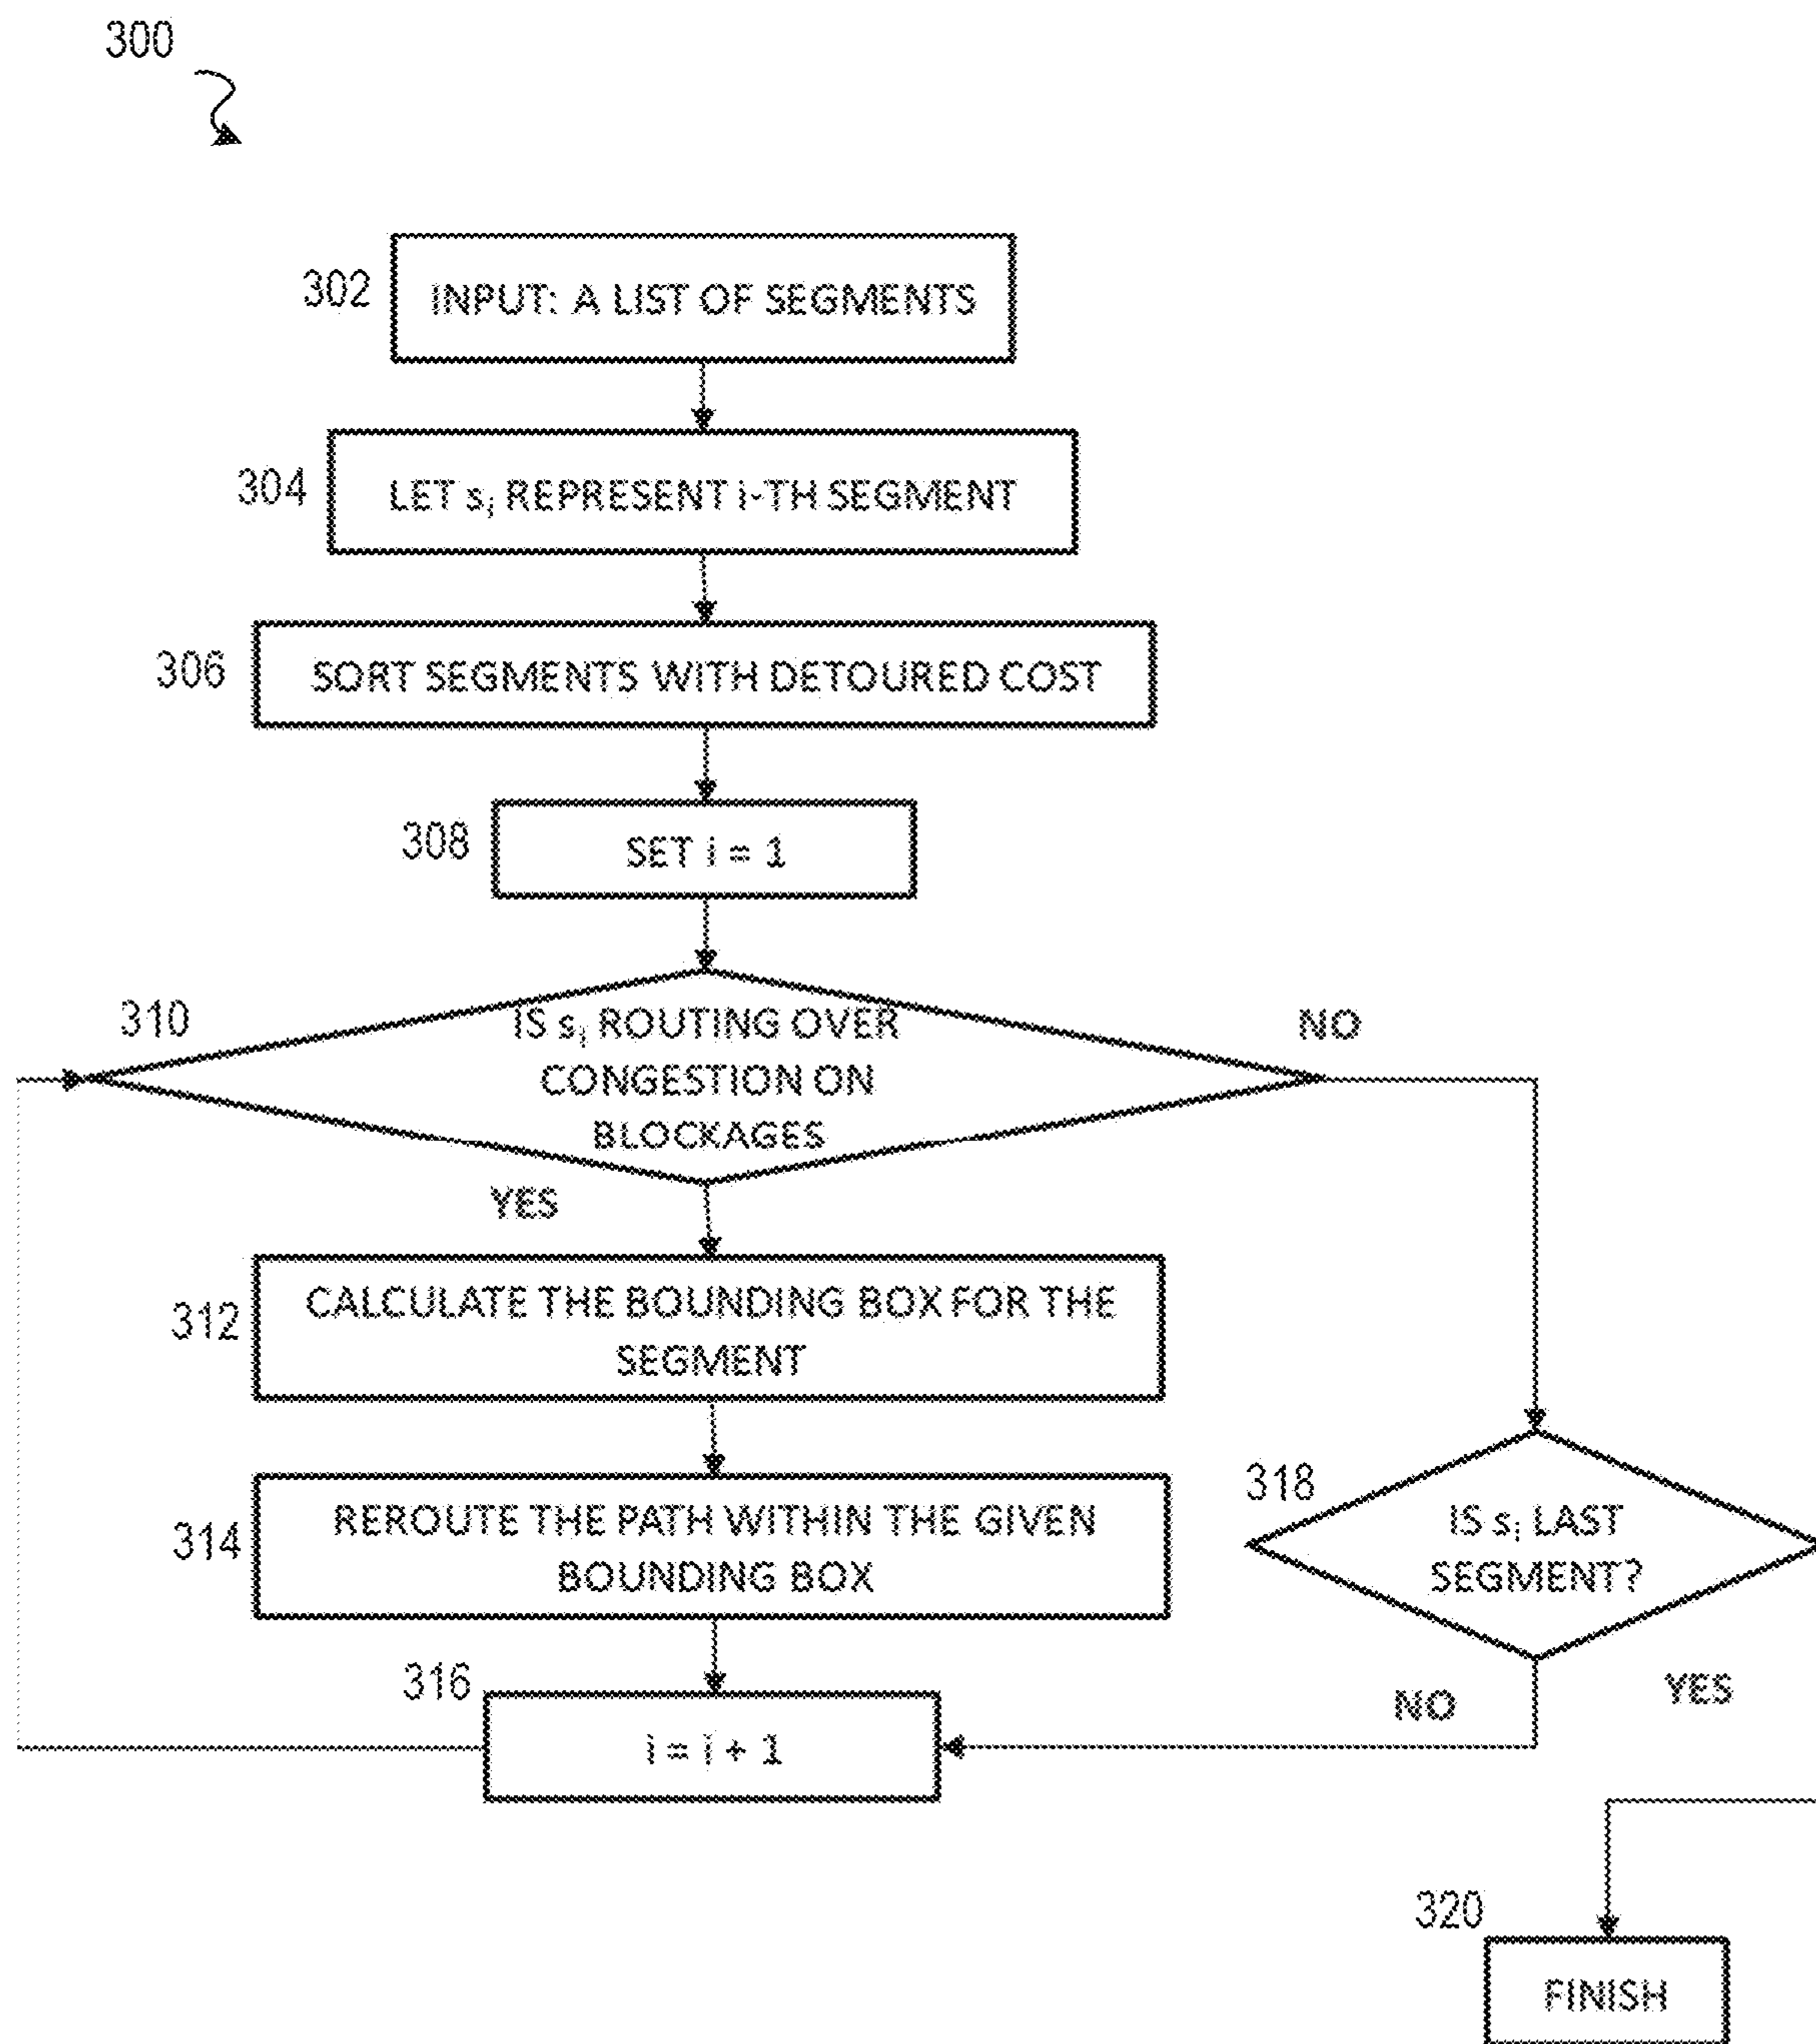 300
302
INPUT: A LIST OF SEGMENTS
304
LET sᵢ REPRESENT i-TH SEGMENT
306
SORT SEGMENTS WITH DETOURED COST
308
SET i = 1
310
IS sᵢ ROUTING OVER
CONGESTION ON
BLOCKAGES
NO
YES
312
CALCULATE THE BOUNDING BOX FOR THE
SEGMENT
314
REROUTE THE PATH WITHIN THE GIVEN
BOUNDING BOX
318
IS sᵢ LAST
SEGMENT?
316
i = i + 1
NO
YES
320
FINISH